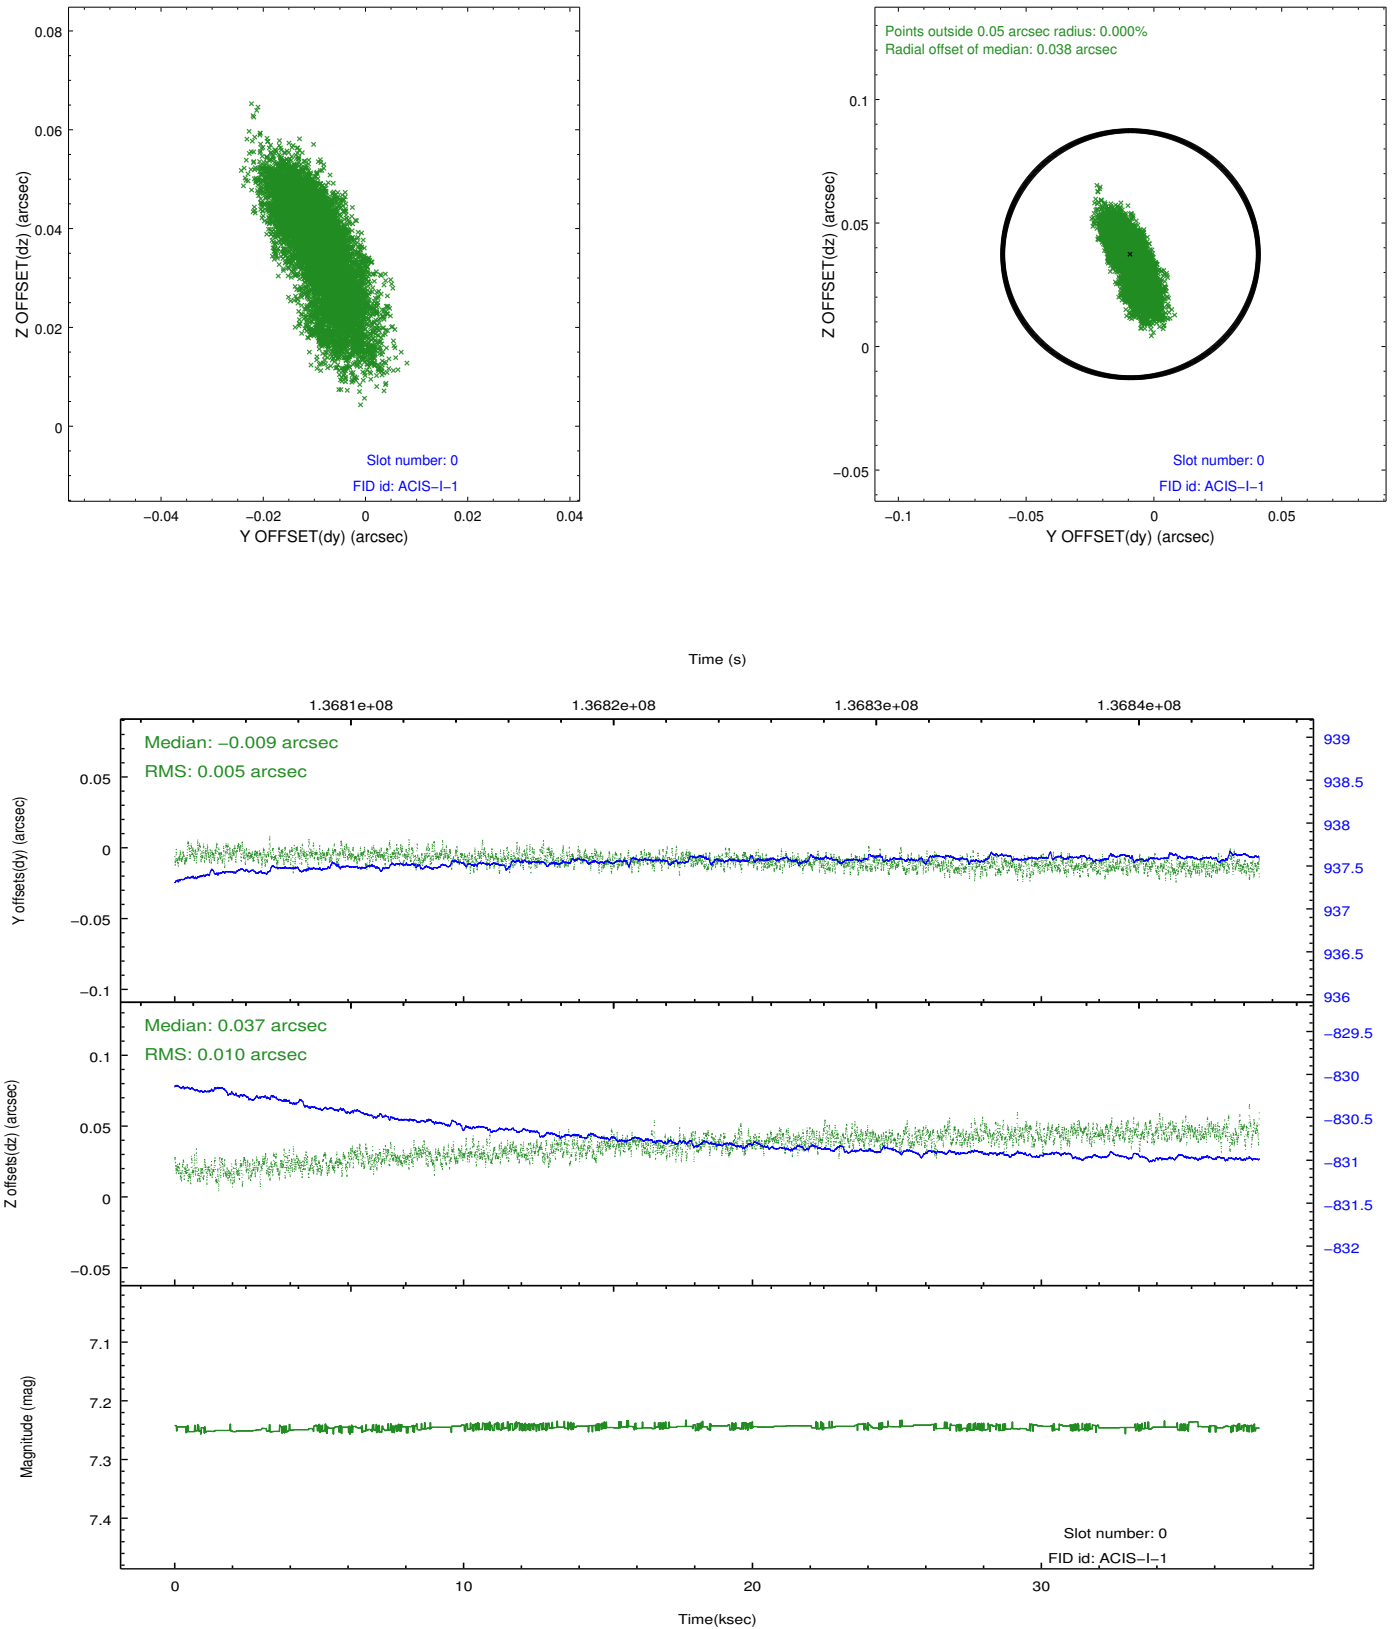 0.08
0.06
0.04
0.02
0
Z OFFSET(dz) (arcsec)
Slot number: 0
FID id: ACIS−I−1
−0.04
−0.02
0
0.02
0.04
Y OFFSET(dy) (arcsec)
Points outside 0.05 arcsec radius: 0.000%
Radial offset of median: 0.038 arcsec
0.1
0.05
0
−0.05
Z OFFSET(dz) (arcsec)
Slot number: 0
FID id: ACIS−I−1
−0.1
−0.05
0
0.05
Y OFFSET(dy) (arcsec)
Time (s)
1.3681e+08
1.3682e+08
1.3683e+08
1.3684e+08
Median: −0.009 arcsec
RMS: 0.005 arcsec
0.05
0
−0.05
−0.1
Y offsets(dy) (arcsec)
939
938.5
938
937.5
937
936.5
936
Median: 0.037 arcsec
RMS: 0.010 arcsec
0.1
0.05
0
−0.05
Z offsets(dz) (arcsec)
−829.5
−830
−830.5
−831
−831.5
−832
7.1
7.2
7.3
7.4
Magnitude (mag)
Slot number: 0
FID id: ACIS−I−1
0
10
20
30
Time(ksec)